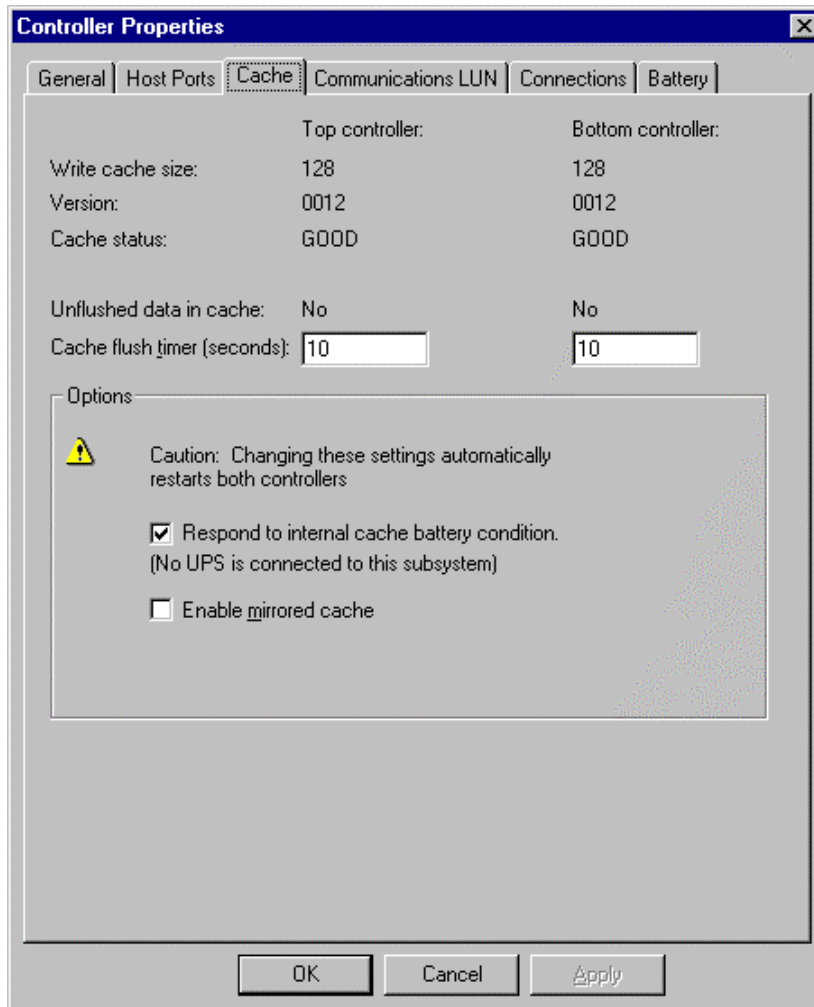 Controller Properties
General Host Ports Cache Communications LUN Connections Battery
Top controller: Bottom controller:
Write cache size: 128 128
Version: 0012 0012
Cache status: GOOD GOOD
Unflushed data in cache: No No
Cache flush timer (seconds): 10 10
Options
Caution: Changing these settings automatically
restarts both controllers
Respond to internal cache battery condition.
(No UPS is connected to this subsystem)
Enable mirrored cache
OK Cancel Apply